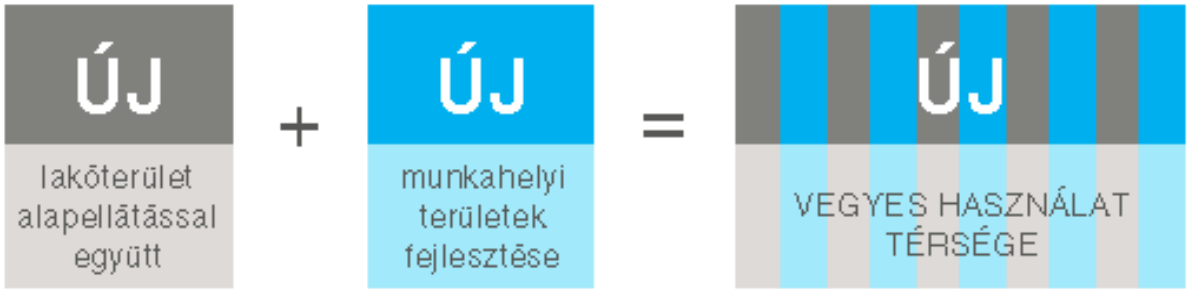 ÚJ
lakóterület
alapellátással
együtt
+
ÚJ
munkahelyi
területek
fejlesztése
=
ÚJ
VEGYES HASZNÁLAT
TÉRSÉGE